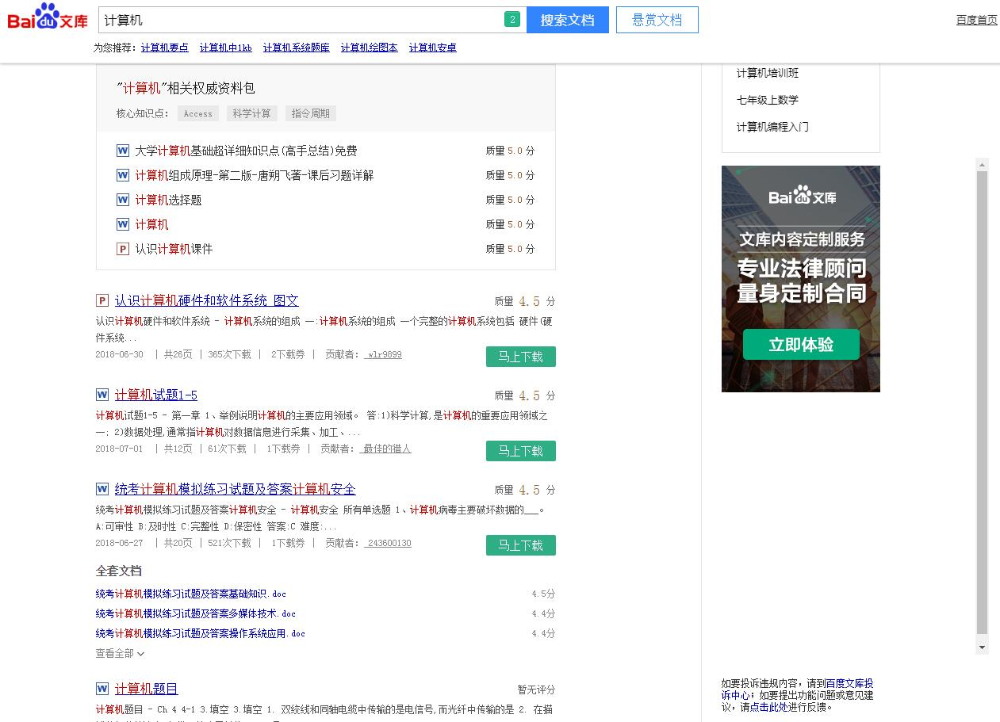 Baidu文库
计算机
2
搜索文档
悬赏文档
百度首页
为您推荐: 计算机要点 计算机中1kb 计算机系统题库 计算机绘图本 计算机安卓
"计算机"相关权威资料包
核心知识点: Access 科学计算 指令周期
W 大学计算机基础超详细知识点(高手总结)免费 质量 5.0 分
W 计算机组成原理-第二版-唐朔飞著-课后习题详解 质量 5.0 分
W 计算机选择题 质量 5.0 分
W 计算机 质量 5.0 分
P 认识计算机课件 质量 5.0 分
P 认识计算机硬件和软件系统_图文 质量 4.5 分
认识计算机硬件和软件系统 - 计算机系统的组成 一:计算机系统的组成 一个完整的计算机系统包括 硬件(硬
件系统...
2018-06-30 | 共26页 | 365次下载 | 2下载券 | 贡献者: wlr9899
马上下载
W 计算机试题1-5 质量 4.5 分
计算机试题1-5 - 第一章 1、举例说明计算机的主要应用领域。 答:1)科学计算,是计算机的重要应用领域之
一; 2)数据处理,通常指计算机对数据信息进行采集、加工、...
2018-07-01 | 共12页 | 61次下载 | 1下载券 | 贡献者: 最佳的猎人
马上下载
W 统考计算机模拟练习试题及答案计算机安全 质量 4.5 分
统考计算机模拟练习试题及答案计算机安全 - 计算机安全 所有单选题 1、计算机病毒主要破坏数据的___。
A:可审性 B:及时性 C:完整性 D:保密性 答案:C 难度:...
2018-06-27 | 共20页 | 521次下载 | 1下载券 | 贡献者: 243600130
马上下载
全套文档
统考计算机模拟练习试题及答案基础知识.doc 4.5分
统考计算机模拟练习试题及答案多媒体技术.doc 4.4分
统考计算机模拟练习试题及答案操作系统应用.doc 4.4分
查看全部
W 计算机题目 暂无评分
计算机题目 - Ch 4 4-1 3.填空 3.填空 1. 双绞线和同轴电缆中传输的是电信号,而光纤中传输的是 2. 在描
计算机培训班
七年级上数学
计算机编程入门
Baidu文库
文库内容定制服务
专业法律顾问
量身定制合同
立即体验
如要投诉违规内容，请到百度文库投
诉中心；如要提出功能问题或意见建
议，请点击此处进行反馈。